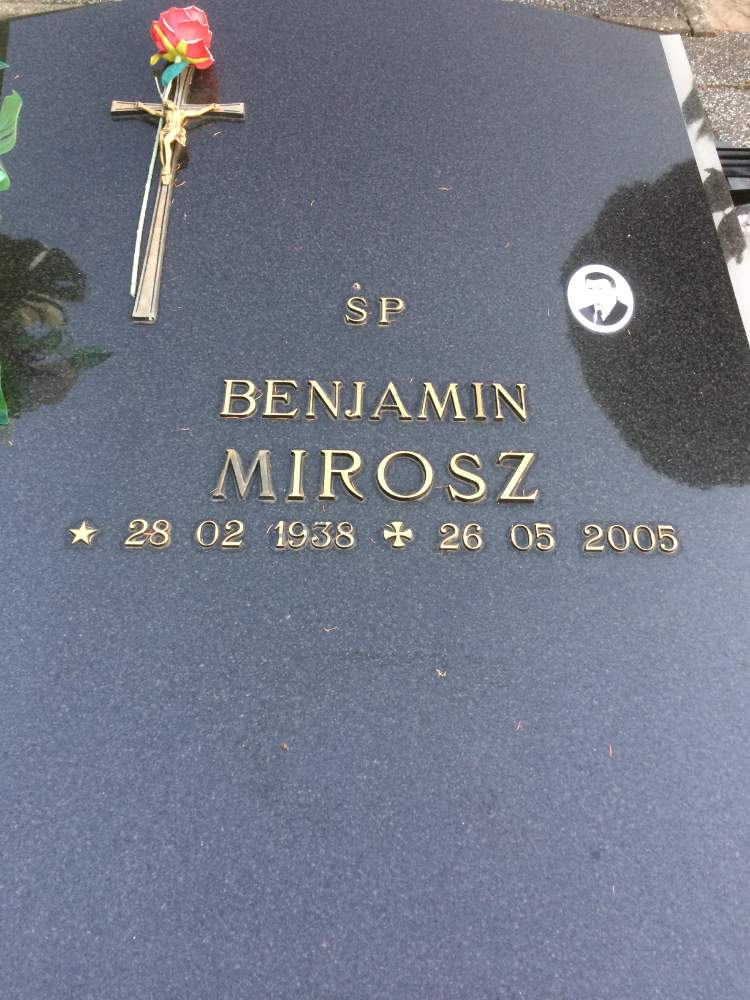 ŚP
BENJAMIN
MIROSZ
★ 28 02 1938 ✠ 26 05 2005